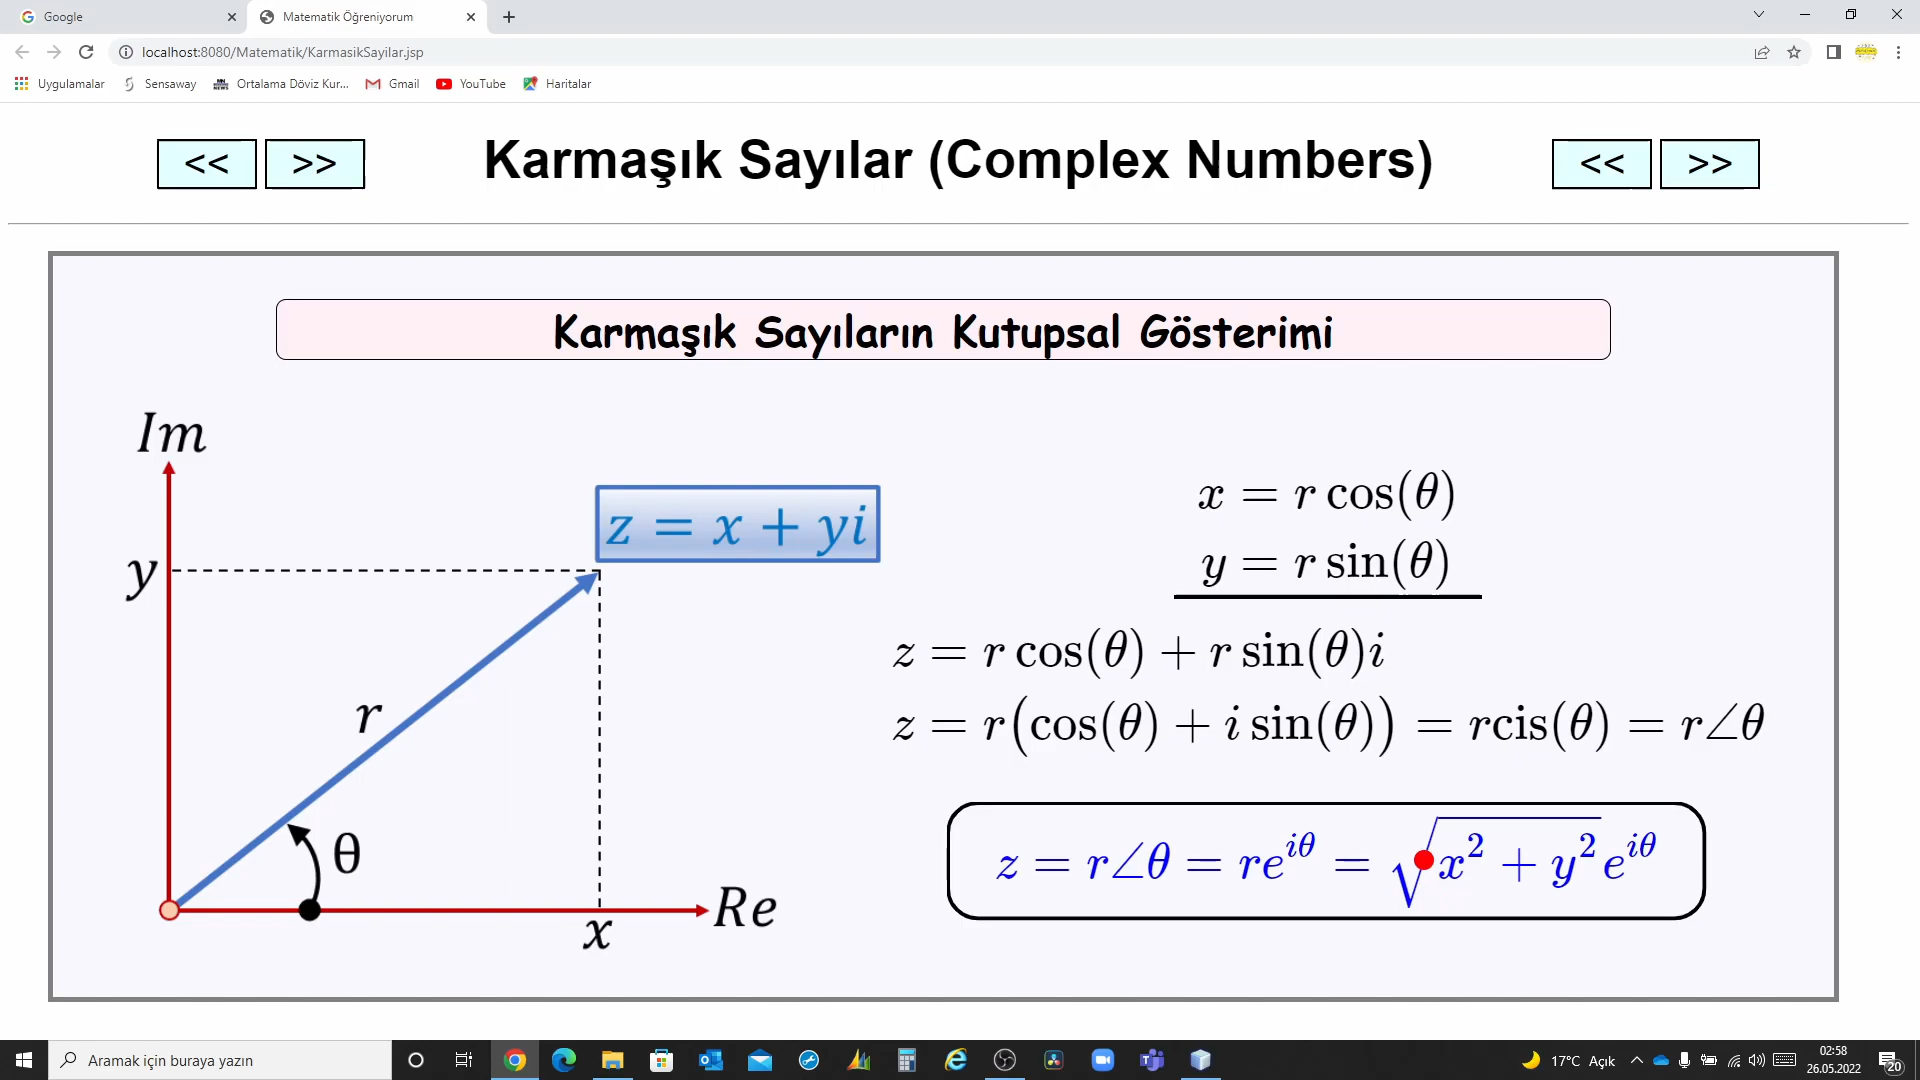 Google
Matematik Öğreniyorum
localhost:8080/Matematik/KarmasikSayilar.jsp
Uygulamalar
Sensaway
Ortalama Döviz Kur...
Gmail
YouTube
Haritalar
<< >> Karmaşık Sayılar (Complex Numbers) << >>
Karmaşık Sayıların Kutupsal Gösterimi
Im
z = x + yi
y
r
θ
x
Re
x = r cos(θ)
y = r sin(θ)
z = r cos(θ) + r sin(θ)i
z = r(cos(θ) + i sin(θ)) = rcis(θ) = r∠θ
z = r∠θ = re^{iθ} = √(x² + y²) e^{iθ}
Aramak için buraya yazın
17°C Açık
02:58
26.05.2022
20